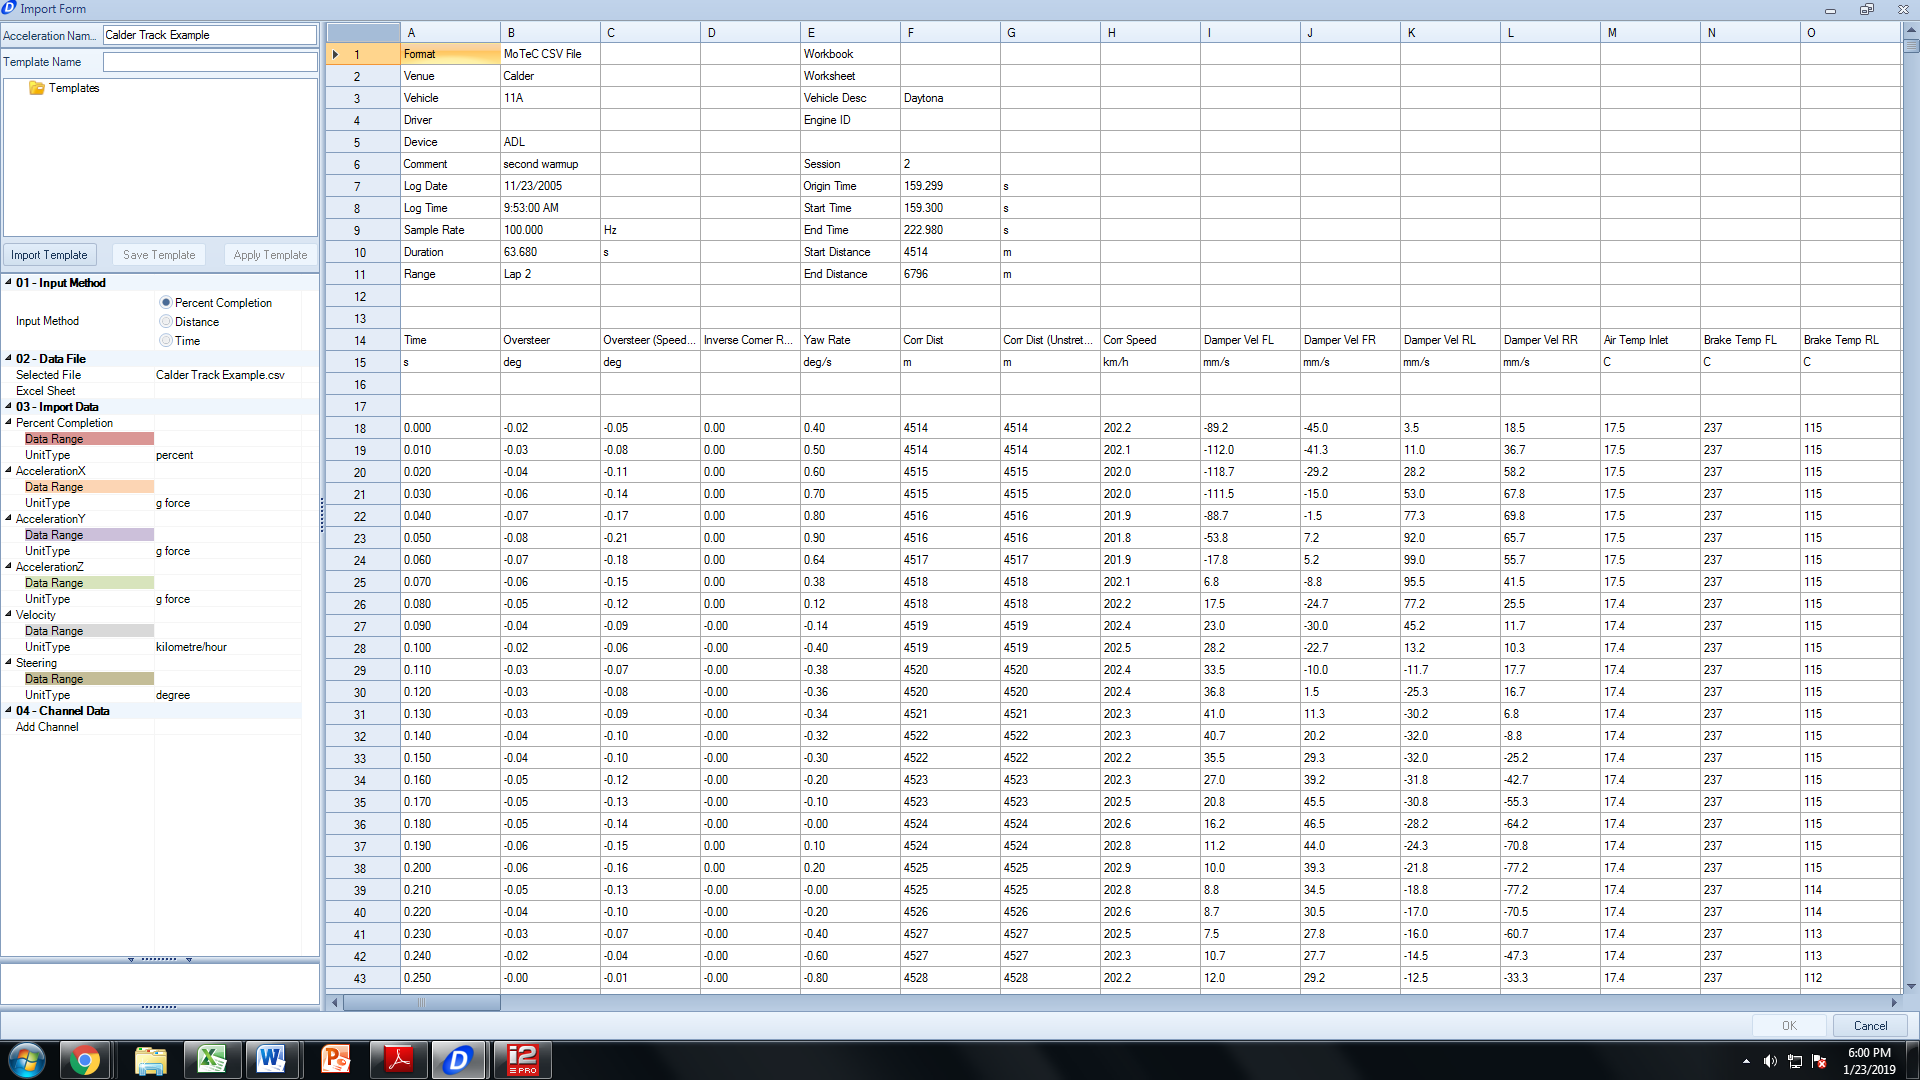 Import Form
Acceleration Nam... Calder Track Example
Template Name
Templates
Import Template Save Template Apply Template
01 - Input Method
Input Method
Percent Completion
Distance
Time
02 - Data File
Selected File Calder Track Example.csv
Excel Sheet
03 - Import Data
Percent Completion
Data Range
UnitType percent
AccelerationX
Data Range
UnitType g force
AccelerationY
Data Range
UnitType g force
AccelerationZ
Data Range
UnitType g force
Velocity
Data Range
UnitType kilometre/hour
Steering
Data Range
UnitType degree
04 - Channel Data
Add Channel
A B C D E F G H I J K L M N O
1 Format MoTeC CSV File Workbook
2 Venue Calder Worksheet
3 Vehicle 11A Vehicle Desc Daytona
4 Driver Engine ID
5 Device ADL
6 Comment second warmup Session 2
7 Log Date 11/23/2005 Origin Time 159.299 s
8 Log Time 9:53:00 AM Start Time 159.300 s
9 Sample Rate 100.000 Hz End Time 222.980 s
10 Duration 63.680 s Start Distance 4514 m
11 Range Lap 2 End Distance 6796 m
12
13
14 Time Oversteer Oversteer (Speed... Inverse Corner R... Yaw Rate Corr Dist Corr Dist (Unstret... Corr Speed Damper Vel FL Damper Vel FR Damper Vel RL Damper Vel RR Air Temp Inlet Brake Temp FL Brake Temp RL
15 s deg deg deg/s m m km/h mm/s mm/s mm/s mm/s C C C
16
17
18 0.000 -0.02 -0.05 0.00 0.40 4514 4514 202.2 -89.2 -45.0 3.5 18.5 17.5 237 115
19 0.010 -0.03 -0.08 0.00 0.50 4514 4514 202.1 -112.0 -41.3 11.0 36.7 17.5 237 115
20 0.020 -0.04 -0.11 0.00 0.60 4515 4515 202.0 -118.7 -29.2 28.2 58.2 17.5 237 115
21 0.030 -0.06 -0.14 0.00 0.70 4515 4515 202.0 -111.5 -15.0 53.0 67.8 17.5 237 115
22 0.040 -0.07 -0.17 0.00 0.80 4516 4516 201.9 -88.7 -1.5 77.3 69.8 17.5 237 115
23 0.050 -0.08 -0.21 0.00 0.90 4516 4516 201.8 -53.8 7.2 92.0 65.7 17.5 237 115
24 0.060 -0.07 -0.18 0.00 0.64 4517 4517 201.9 -17.8 5.2 99.0 55.7 17.5 237 115
25 0.070 -0.06 -0.15 0.00 0.38 4518 4518 202.1 6.8 -8.8 95.5 41.5 17.5 237 115
26 0.080 -0.05 -0.12 0.00 0.12 4518 4518 202.2 17.5 -24.7 77.2 25.5 17.4 237 115
27 0.090 -0.04 -0.09 -0.00 -0.14 4519 4519 202.4 23.0 -30.0 45.2 11.7 17.4 237 115
28 0.100 -0.02 -0.06 -0.00 -0.40 4519 4519 202.5 28.2 -22.7 13.2 10.3 17.4 237 115
29 0.110 -0.03 -0.07 -0.00 -0.38 4520 4520 202.4 33.5 -10.0 -11.7 17.7 17.4 237 115
30 0.120 -0.03 -0.08 -0.00 -0.36 4520 4520 202.4 36.8 1.5 -25.3 16.7 17.4 237 115
31 0.130 -0.03 -0.09 -0.00 -0.34 4521 4521 202.3 41.0 11.3 -30.2 6.8 17.4 237 115
32 0.140 -0.04 -0.10 -0.00 -0.32 4522 4522 202.3 40.7 20.2 -32.0 -8.8 17.4 237 115
33 0.150 -0.04 -0.10 -0.00 -0.30 4522 4522 202.2 35.5 29.3 -32.0 -25.2 17.4 237 115
34 0.160 -0.05 -0.12 -0.00 -0.20 4523 4523 202.3 27.0 39.2 -31.8 -42.7 17.4 237 115
35 0.170 -0.05 -0.13 -0.00 -0.10 4523 4523 202.5 20.8 45.5 -30.8 -55.3 17.4 237 115
36 0.180 -0.05 -0.14 -0.00 -0.00 4524 4524 202.6 16.2 46.5 -28.2 -64.2 17.4 237 115
37 0.190 -0.06 -0.15 0.00 0.10 4524 4524 202.8 11.2 44.0 -24.3 -70.8 17.4 237 115
38 0.200 -0.06 -0.16 0.00 0.20 4525 4525 202.9 10.0 39.3 -21.8 -77.2 17.4 237 115
39 0.210 -0.05 -0.13 -0.00 -0.00 4525 4525 202.8 8.8 34.5 -18.8 -77.2 17.4 237 114
40 0.220 -0.04 -0.10 -0.00 -0.20 4526 4526 202.6 8.7 30.5 -17.0 -70.5 17.4 237 114
41 0.230 -0.03 -0.07 -0.00 -0.40 4527 4527 202.5 7.5 27.8 -16.0 -60.7 17.4 237 113
42 0.240 -0.02 -0.04 -0.00 -0.60 4527 4527 202.3 10.7 27.7 -14.5 -47.3 17.4 237 113
43 0.250 -0.00 -0.01 -0.00 -0.80 4528 4528 202.2 12.0 29.2 -12.5 -33.3 17.4 237 112
OK Cancel
i2 PRO
6:00 PM
1/23/2019